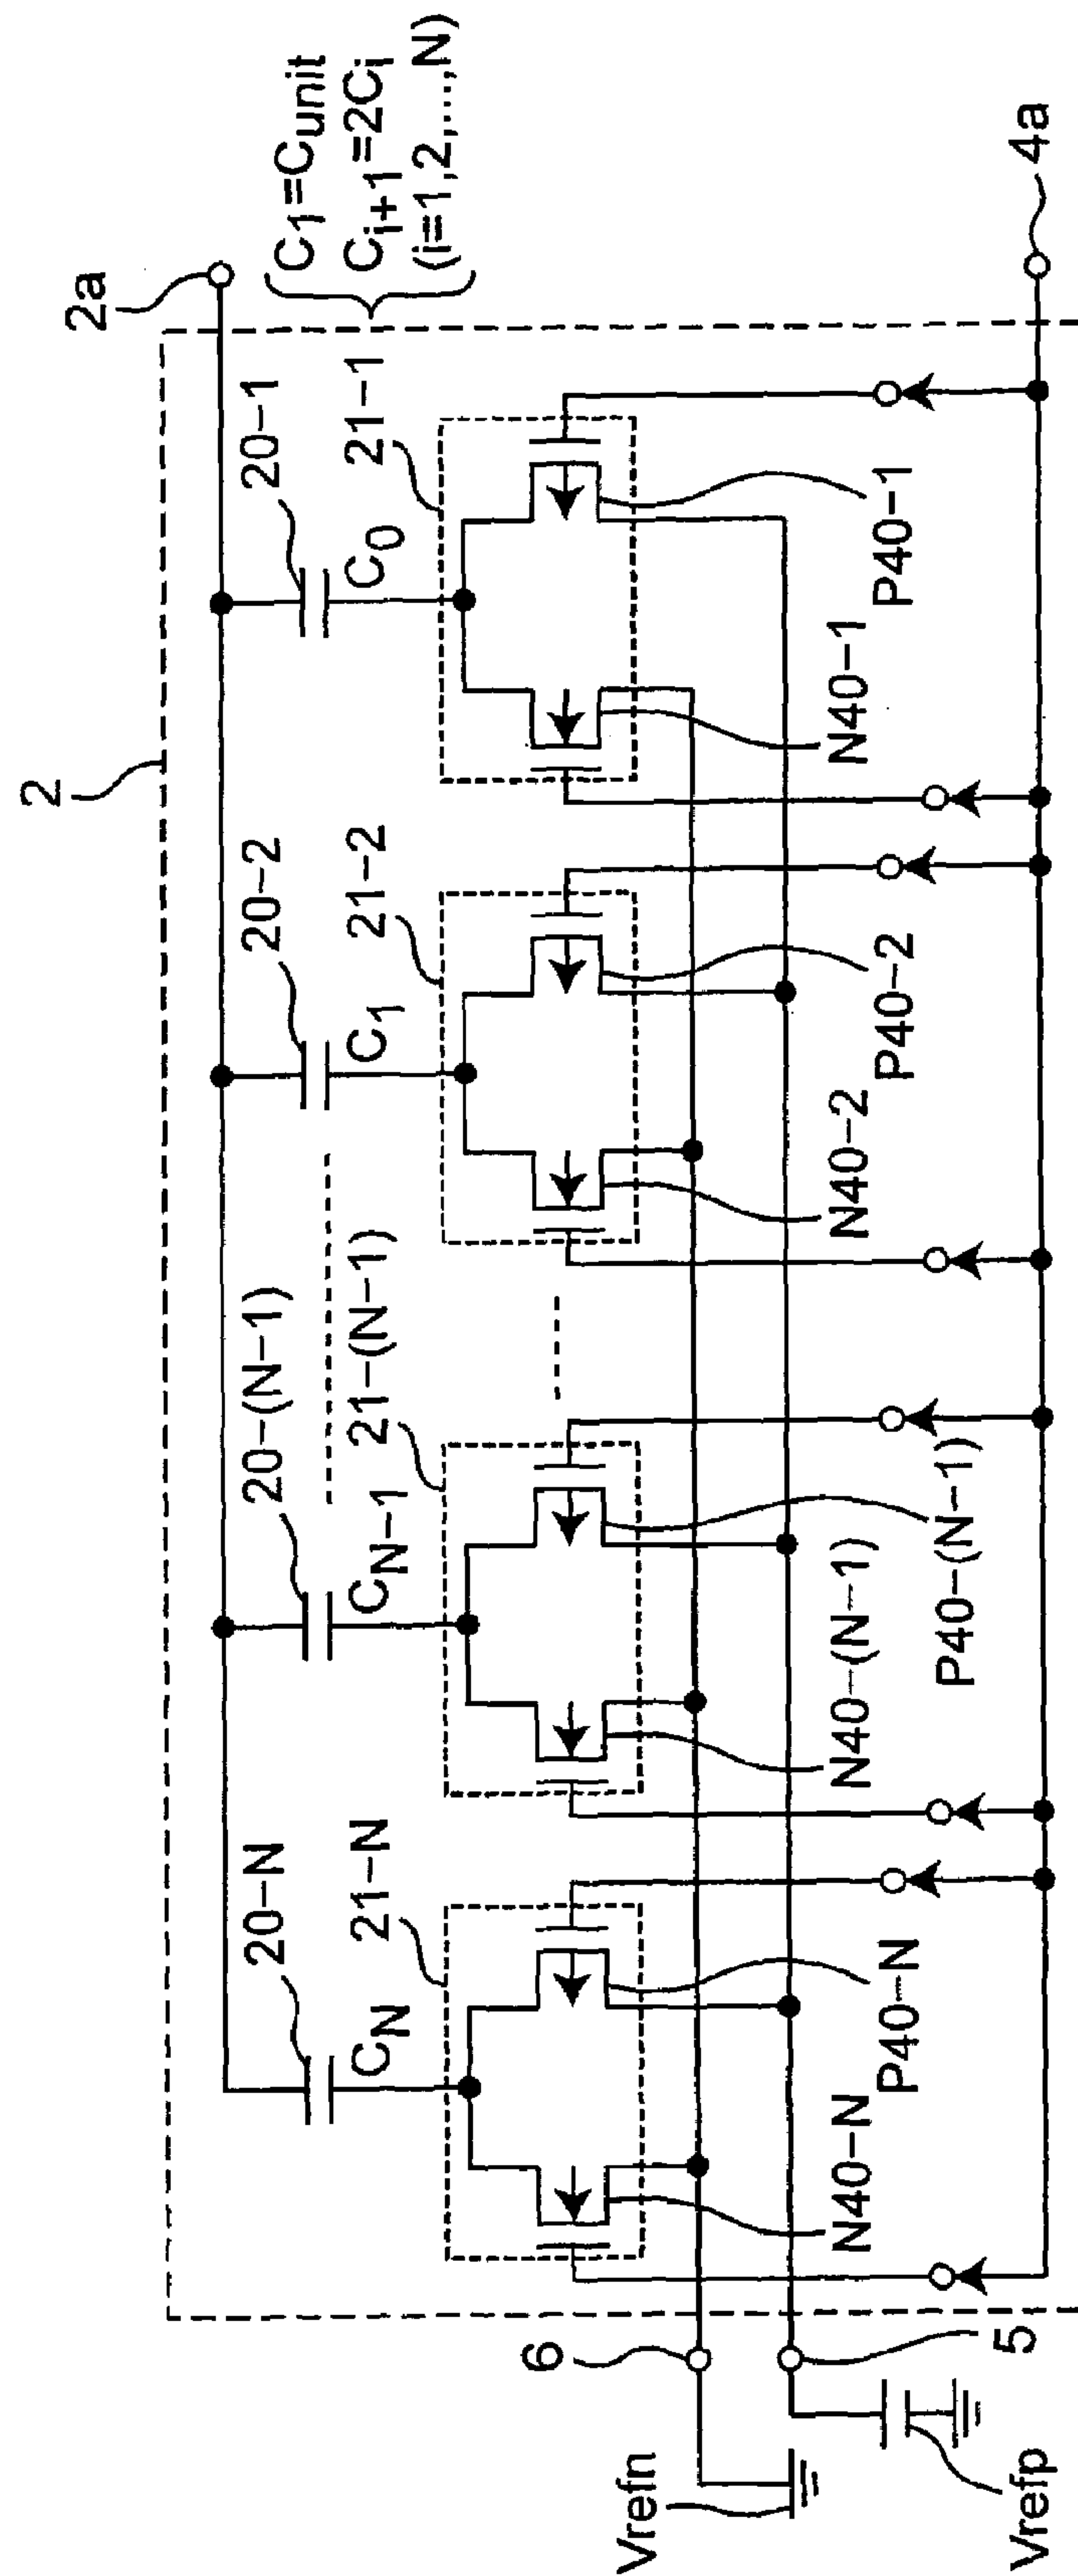 2
2a
C1=Cunit
Ci+1=2Ci
(i=1,2,...,N)
20-N
20-(N-1)
20-2
20-1
CN
CN-1
C1
C0
21-N
21-(N-1)
21-2
21-1
N40-N
P40-N
N40-(N-1)
P40-(N-1)
N40-2
P40-2
N40-1
P40-1
4a
6
5
Vrefn
Vrefp